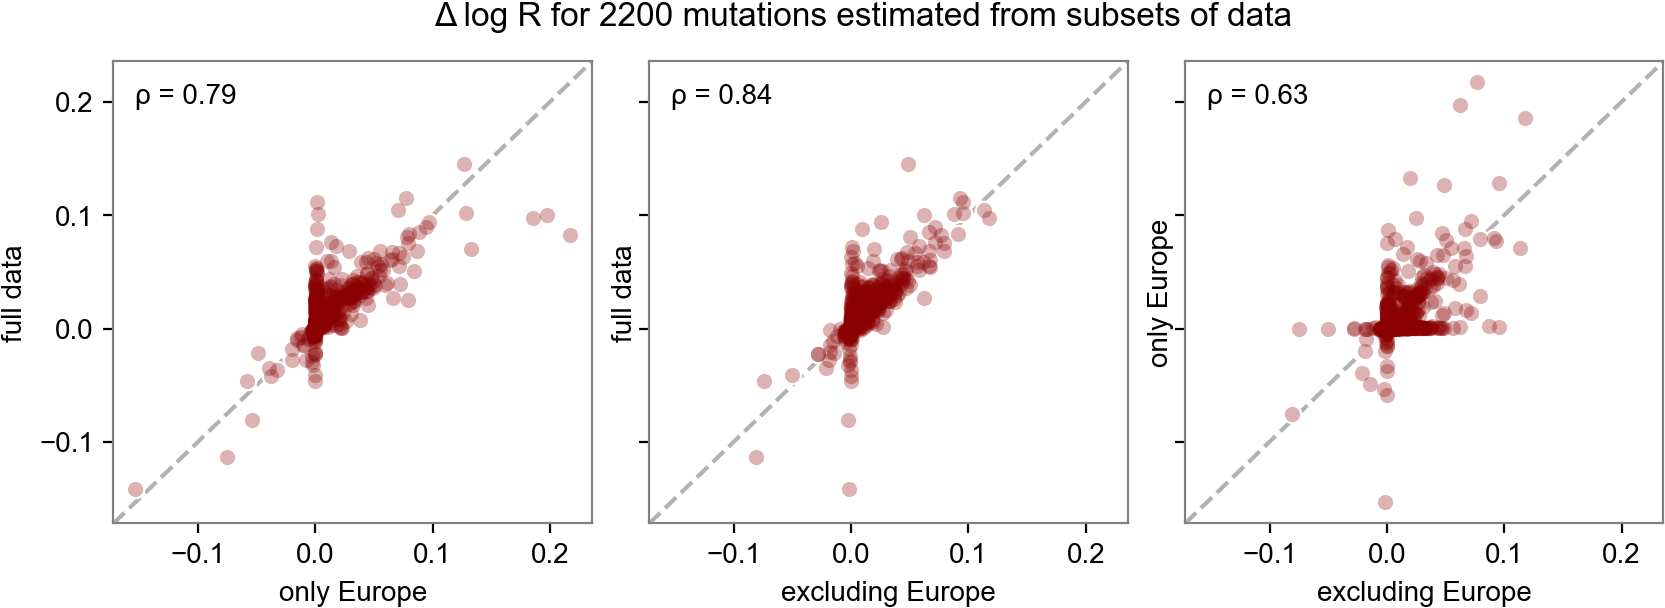 Δ log R for 2200 mutations estimated from subsets of data
ρ = 0.79
0.2
0.1
0.0
−0.1
full data
−0.1 0.0 0.1 0.2
only Europe
ρ = 0.84
full data
−0.1 0.0 0.1 0.2
excluding Europe
ρ = 0.63
only Europe
−0.1 0.0 0.1 0.2
excluding Europe